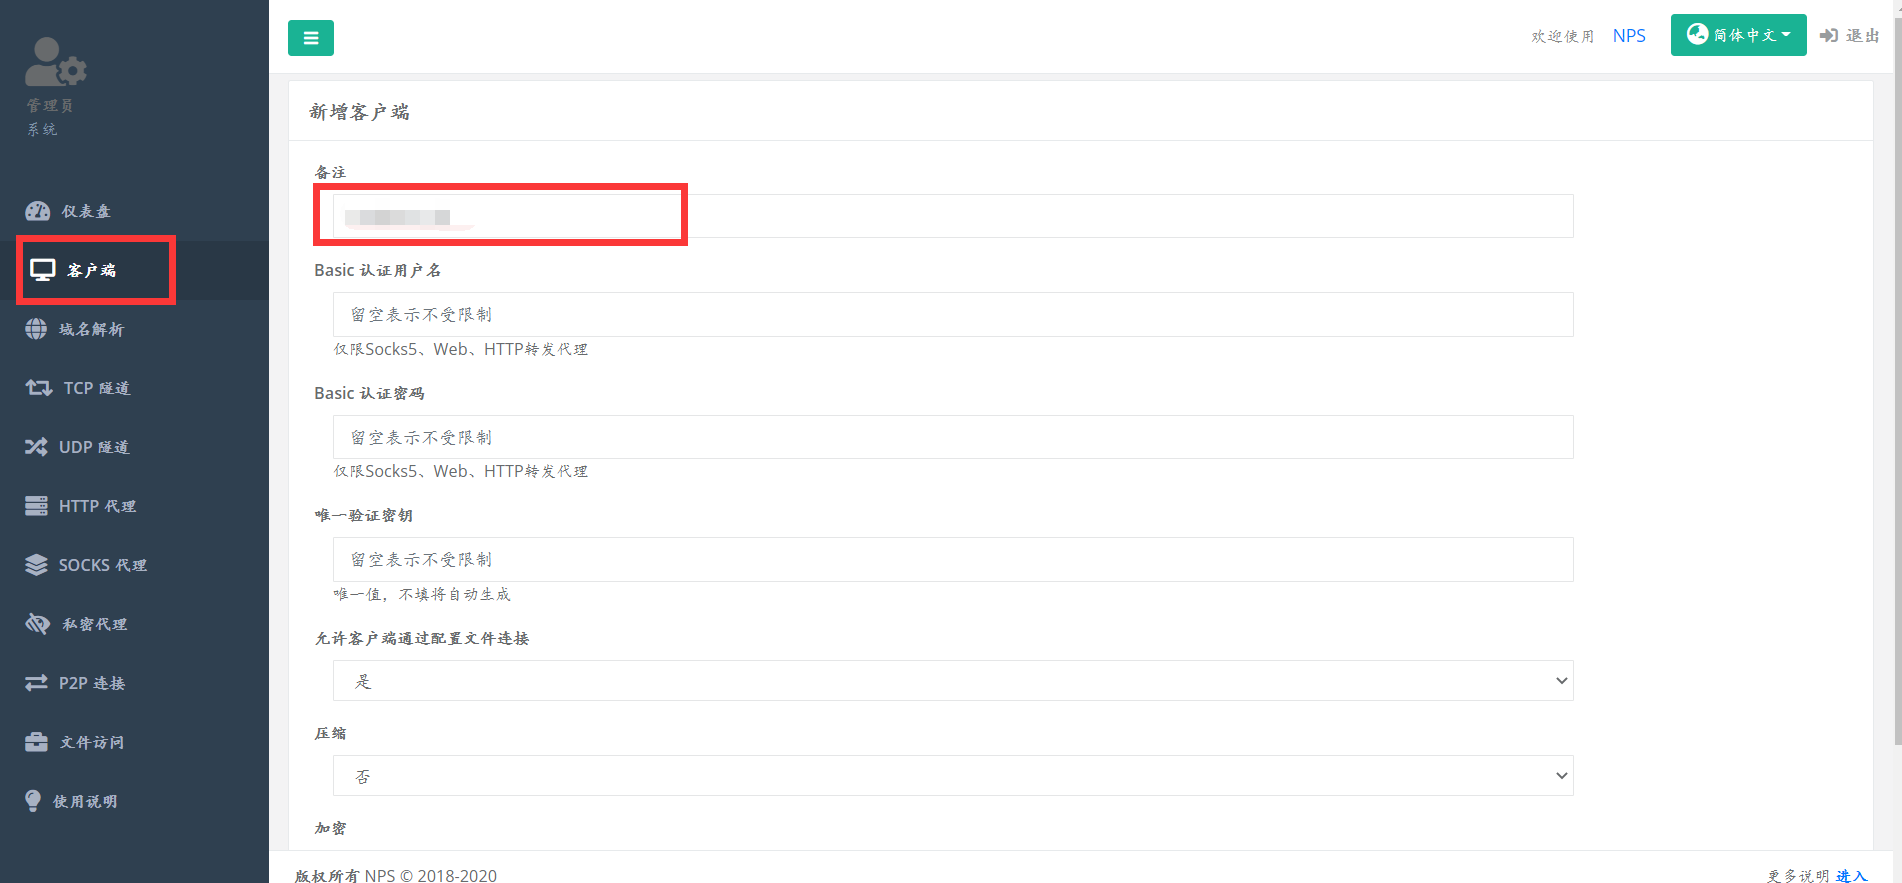 欢迎使用 NPS 简体中文 退出
管理員
系统
仪表盘
客户端
域名解析
TCP 隧道
UDP 隧道
HTTP 代理
SOCKS 代理
私密代理
P2P 连接
文件访问
使用说明
新增客户端
备注
Basic 认证用户名
留空表示不受限制
仅限Socks5、Web、HTTP转发代理
Basic 认证密码
留空表示不受限制
仅限Socks5、Web、HTTP转发代理
唯一验证密钥
留空表示不受限制
唯一值，不填将自动生成
允许客户端通过配置文件连接
是
压缩
否
加密
版权所有 NPS © 2018-2020
更多说明 进入